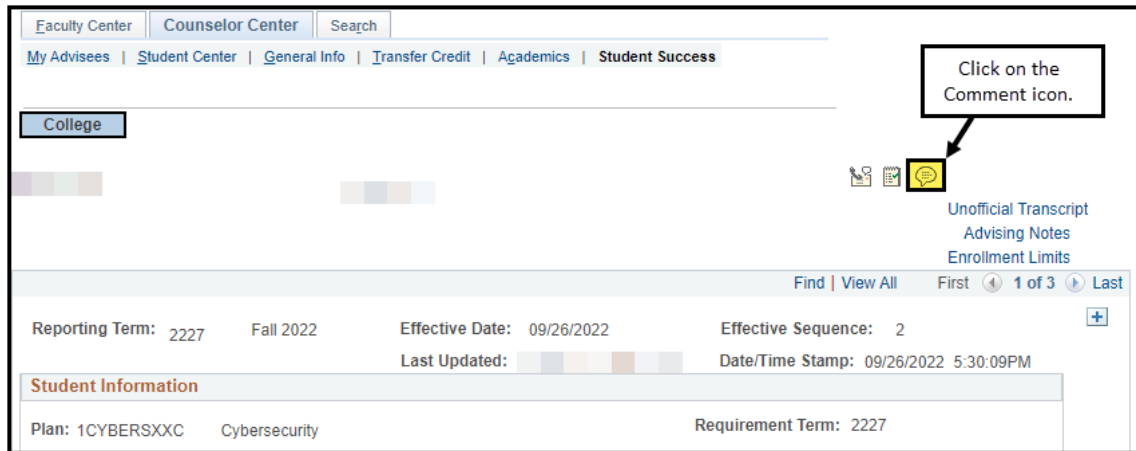 Faculty Center Counselor Center Search
My Advisees | Student Center | General Info | Transfer Credit | Academics | Student Success
Click on the
Comment icon.
College
Unofficial Transcript
Advising Notes
Enrollment Limits
Find | View All First 1 of 3 Last
Reporting Term: 2227 Fall 2022 Effective Date: 09/26/2022 Effective Sequence: 2
Last Updated: Date/Time Stamp: 09/26/2022 5:30:09PM
Student Information
Plan: 1CYBERSXXC Cybersecurity Requirement Term: 2227